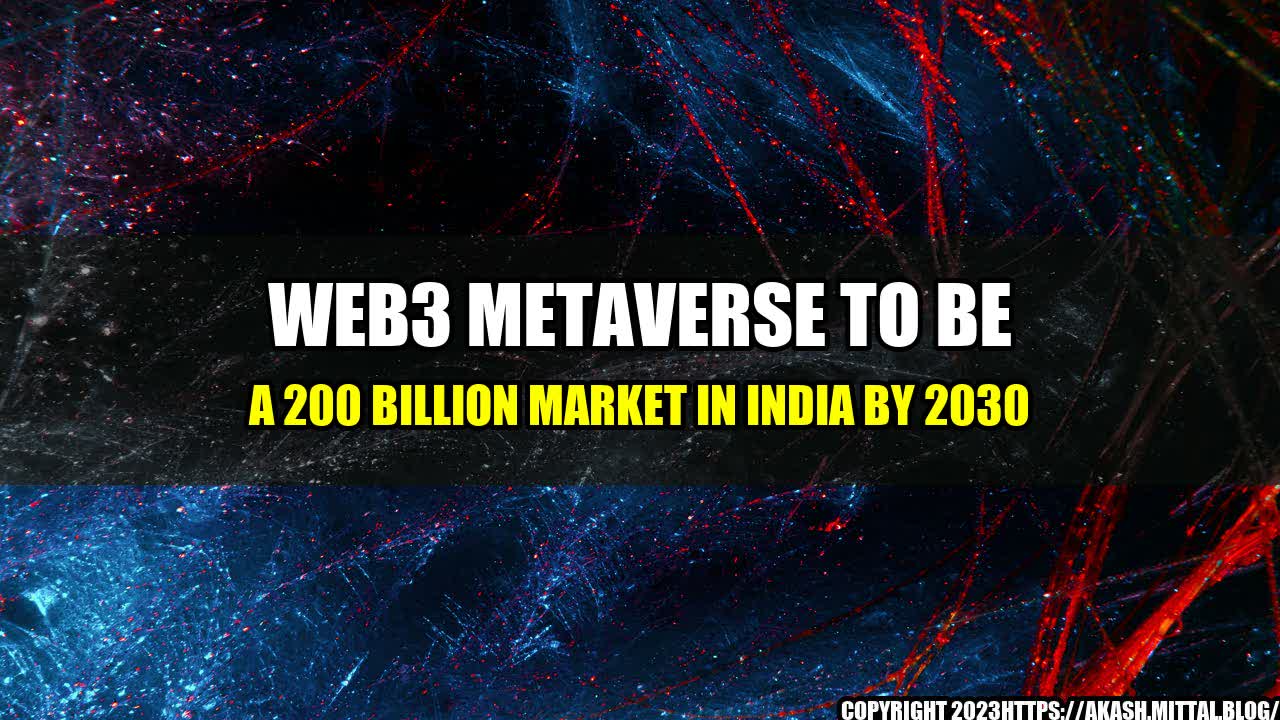 WEB3 METAVERSE TO BE
A 200 BILLION MARKET IN INDIA BY 2030
COPYRIGHT 2023HTTPS://AKASH.MITTAL.BLOG/